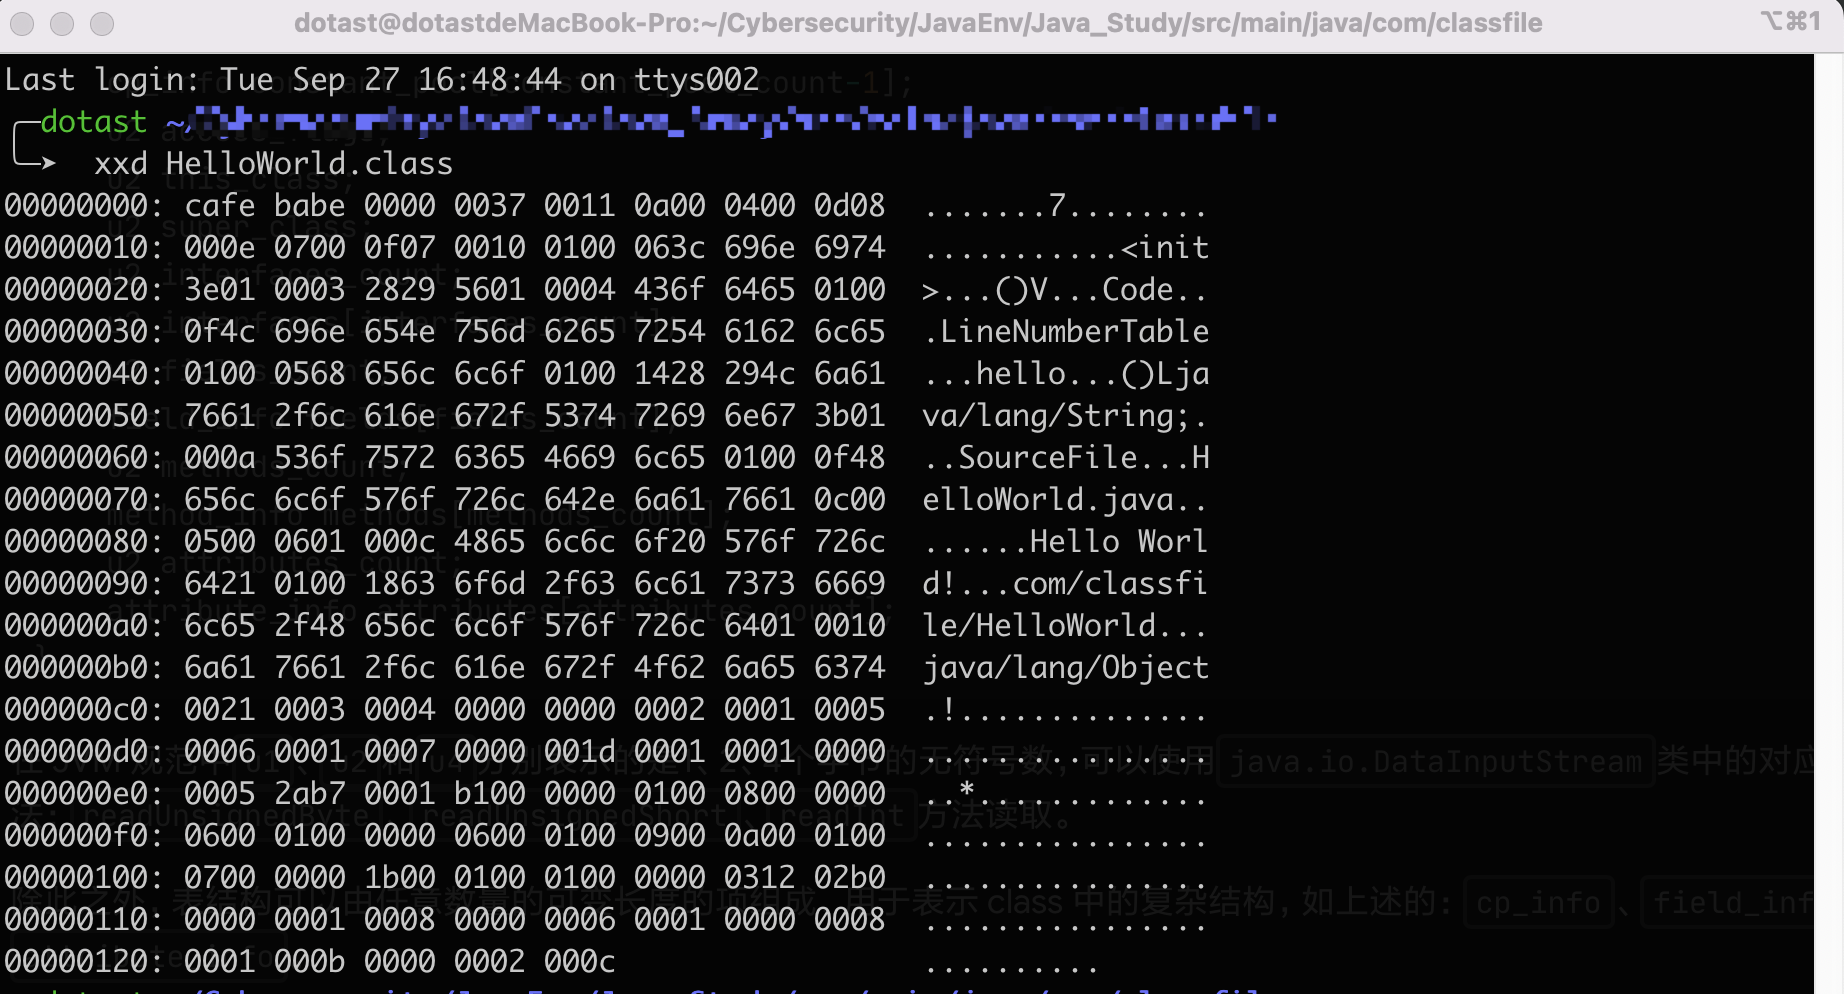 dotast@dotastdeMacBook-Pro:~/Cybersecurity/JavaEnv/Java_Study/src/main/java/com/classfile ⌥⌘1
Last login: Tue Sep 27 16:48:44 on ttys002
dotast ~/
xxd HelloWorld.class
00000000: cafe babe 0000 0037 0011 0a00 0400 0d08  .......7........
00000010: 000e 0700 0f07 0010 0100 063c 696e 6974  ...........<init
00000020: 3e01 0003 2829 5601 0004 436f 6465 0100  >...()V...Code..
00000030: 0f4c 696e 654e 756d 6265 7254 6162 6c65  .LineNumberTable
00000040: 0100 0568 656c 6c6f 0100 1428 294c 6a61  ...hello...()Lja
00000050: 7661 2f6c 616e 672f 5374 7269 6e67 3b01  va/lang/String;.
00000060: 000a 536f 7572 6365 4669 6c65 0100 0f48  ..SourceFile...H
00000070: 656c 6c6f 576f 726c 642e 6a61 7661 0c00  elloWorld.java..
00000080: 0500 0601 000c 4865 6c6c 6f20 576f 726c  ......Hello Worl
00000090: 6421 0100 1863 6f6d 2f63 6c61 7373 6669  d!...com/classfi
000000a0: 6c65 2f48 656c 6c6f 576f 726c 6401 0010  le/HelloWorld...
000000b0: 6a61 7661 2f6c 616e 672f 4f62 6a65 6374  java/lang/Object
000000c0: 0021 0003 0004 0000 0000 0002 0001 0005  .!..............
000000d0: 0006 0001 0007 0000 001d 0001 0001 0000  ................
000000e0: 0005 2ab7 0001 b100 0000 0100 0800 0000  ..*.............
000000f0: 0600 0100 0000 0600 0100 0900 0a00 0100  ................
00000100: 0700 0000 1b00 0100 0100 0000 0312 02b0  ................
00000110: 0000 0001 0008 0000 0006 0001 0000 0008  ................
00000120: 0001 000b 0000 0002 000c  ..........